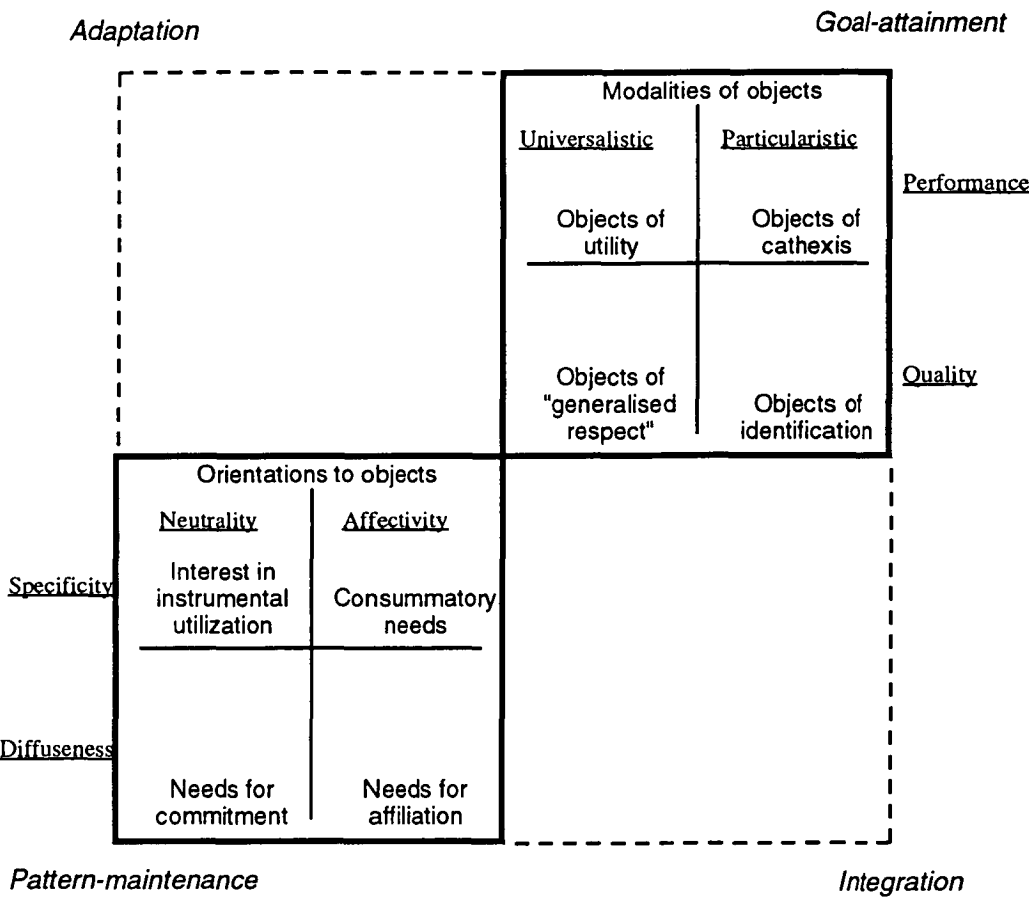 Adaptation
Goal-attainment
Modalities of objects
Universalistic
Particularistic
Performance
Objects of
utility
Objects of
cathexis
Objects of
"generalised
respect"
Objects of
identification
Quality
Orientations to objects
Neutrality
Affectivity
Specificity
Interest in
instrumental
utilization
Consummatory
needs
Diffuseness
Needs for
commitment
Needs for
affiliation
Pattern-maintenance
Integration